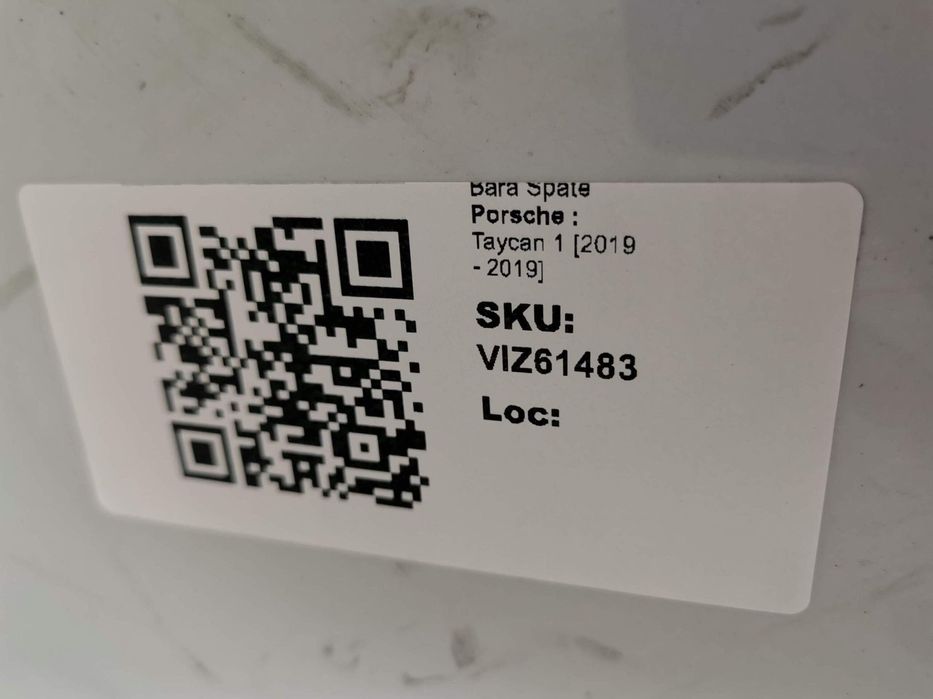 Bara Spate
Porsche :
Taycan 1 [2019
- 2019]
SKU:
VIZ61483
Loc: